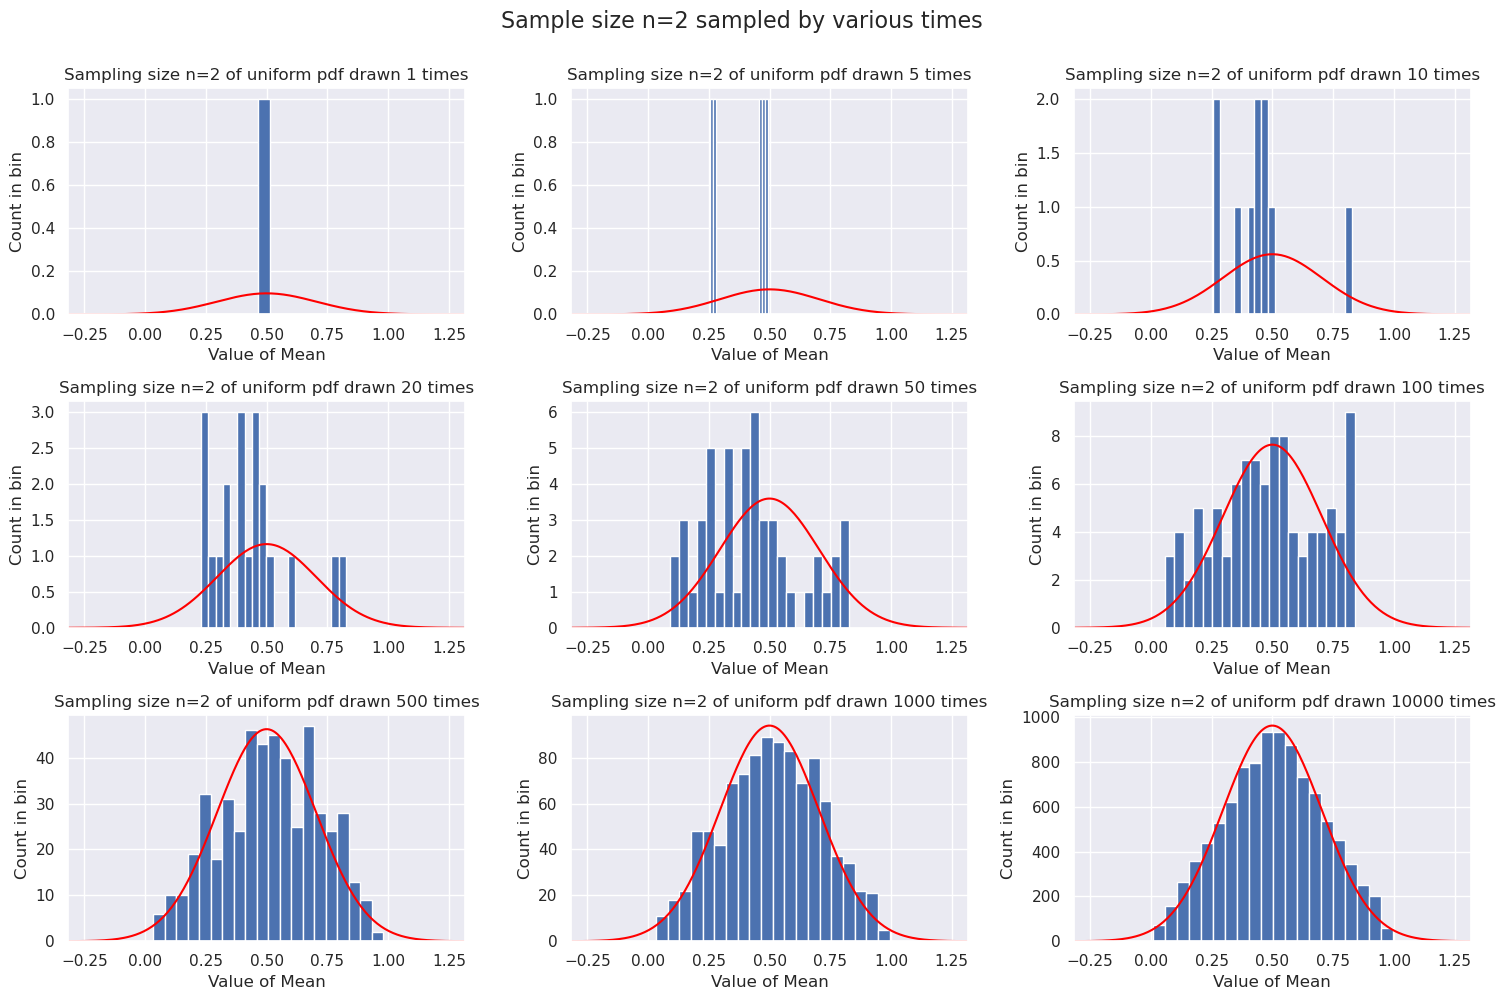 Sample size n=2 sampled by various times
Sampling size n=2 of uniform pdf drawn 1 times
1.0
0.8
0.6
0.4
0.2
0.0
Count in bin
−0.25 0.00 0.25 0.50 0.75 1.00 1.25
Value of Mean
Sampling size n=2 of uniform pdf drawn 5 times
1.0
0.8
0.6
0.4
0.2
0.0
Count in bin
−0.25 0.00 0.25 0.50 0.75 1.00 1.25
Value of Mean
Sampling size n=2 of uniform pdf drawn 10 times
2.0
1.5
1.0
0.5
0.0
Count in bin
−0.25 0.00 0.25 0.50 0.75 1.00 1.25
Value of Mean
Sampling size n=2 of uniform pdf drawn 20 times
3.0
2.5
2.0
1.5
1.0
0.5
0.0
Count in bin
−0.25 0.00 0.25 0.50 0.75 1.00 1.25
Value of Mean
Sampling size n=2 of uniform pdf drawn 50 times
6
5
4
3
2
1
0
Count in bin
−0.25 0.00 0.25 0.50 0.75 1.00 1.25
Value of Mean
Sampling size n=2 of uniform pdf drawn 100 times
8
6
4
2
0
Count in bin
−0.25 0.00 0.25 0.50 0.75 1.00 1.25
Value of Mean
Sampling size n=2 of uniform pdf drawn 500 times
40
30
20
10
0
Count in bin
−0.25 0.00 0.25 0.50 0.75 1.00 1.25
Value of Mean
Sampling size n=2 of uniform pdf drawn 1000 times
80
60
40
20
0
Count in bin
−0.25 0.00 0.25 0.50 0.75 1.00 1.25
Value of Mean
Sampling size n=2 of uniform pdf drawn 10000 times
1000
800
600
400
200
0
Count in bin
−0.25 0.00 0.25 0.50 0.75 1.00 1.25
Value of Mean